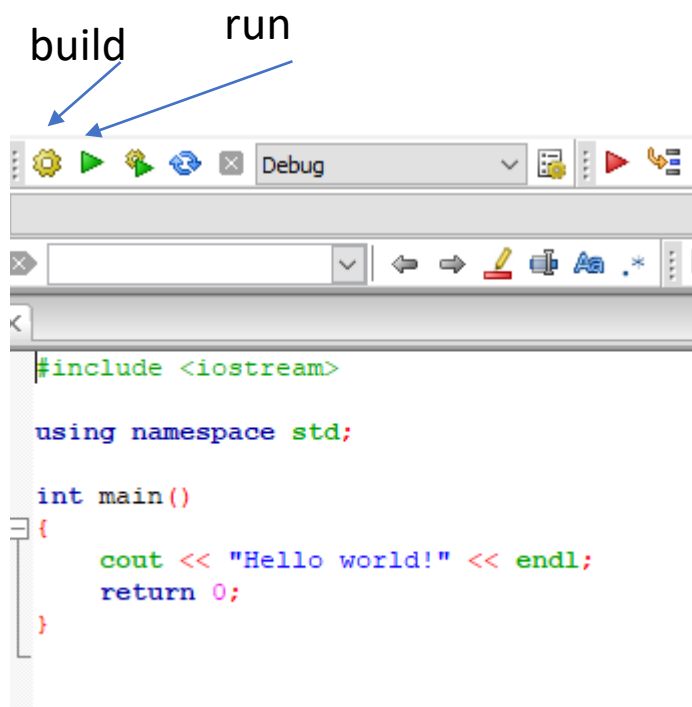 build
run
Debug
#include <iostream>
using namespace std;
int main()
{
cout << "Hello world!" << endl;
return 0;
}